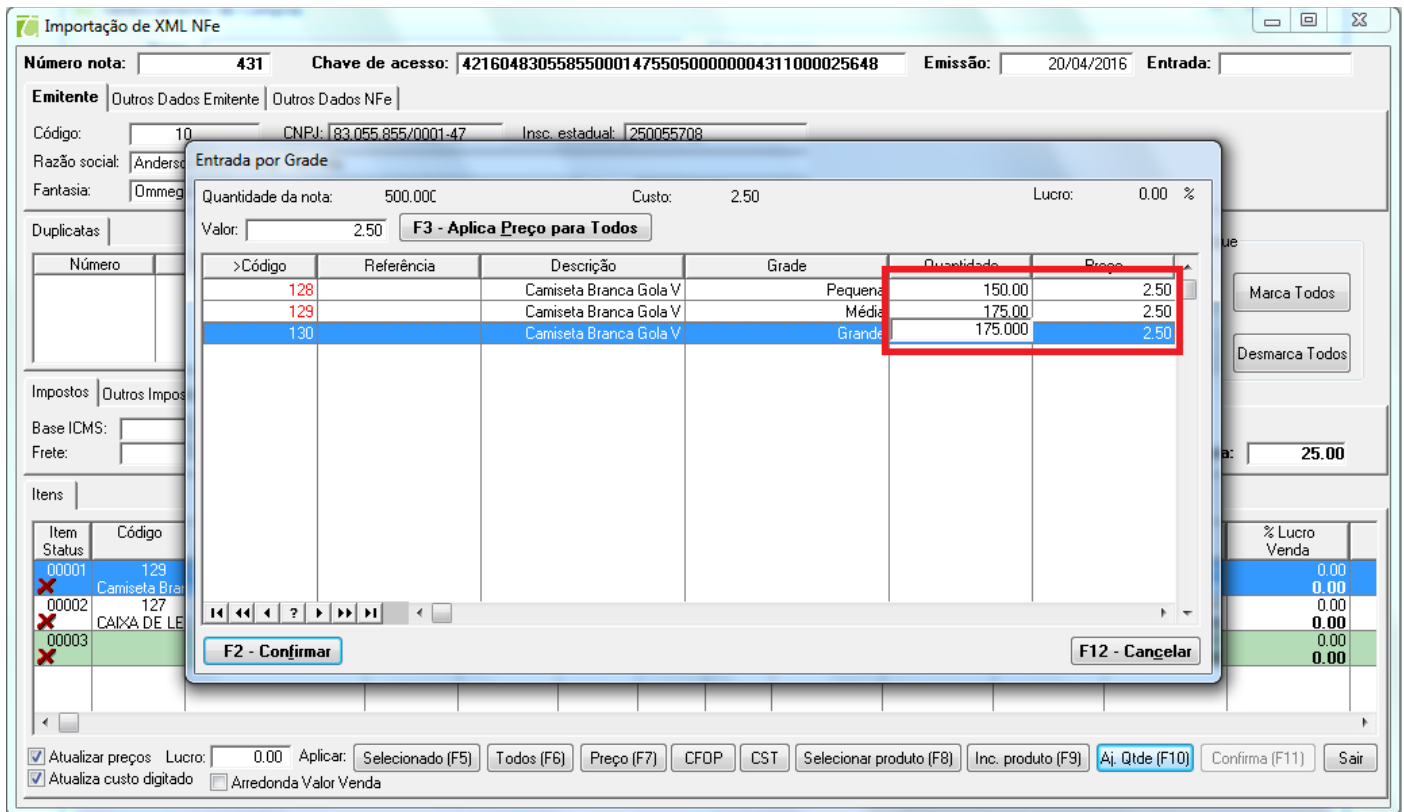 Importação de XML NFe
Número nota: 431 Chave de acesso: 42160483055855000147550500000004311000025648 Emissão: 20/04/2016 Entrada:
Emitente Outros Dados Emitente Outros Dados NFe
Código: 10 CNPJ: 83.055.855/0001-47 Insc. estadual: 250055708
Razão social: Anderso
Fantasia: Ommeg
Entrada por Grade
Quantidade da nota: 500.000 Custo: 2.50 Lucro: 0.00 %
Valor: 2.50 F3 - Aplica Preço para Todos
Duplicatas
ue
Número
>Código Referência Descrição Grade Quantidade Preço
128 Camiseta Branca Gola V Pequena 150.00 2.50
129 Camiseta Branca Gola V Média 175.00 2.50
130 Camiseta Branca Gola V Grande 175.000 2.50
Marca Todos
Desmarca Todos
Impostos Outros Impos
Base ICMS:
Frete:
a: 25.00
Itens
Item Status Código % Lucro Venda
00001 129 0.00
Camiseta Bran 0.00
00002 127 0.00
CAIXA DE LE 0.00
00003 0.00
0.00
?
F2 - Confirmar F12 - Cancelar
Atualizar preços Lucro: 0.00 Aplicar: Selecionado (F5) Todos (F6) Preço (F7) CFOP CST Selecionar produto (F8) Inc. produto (F9) Aj. Qtde (F10) Confirma (F11) Sair
Atualiza custo digitado Arredonda Valor Venda